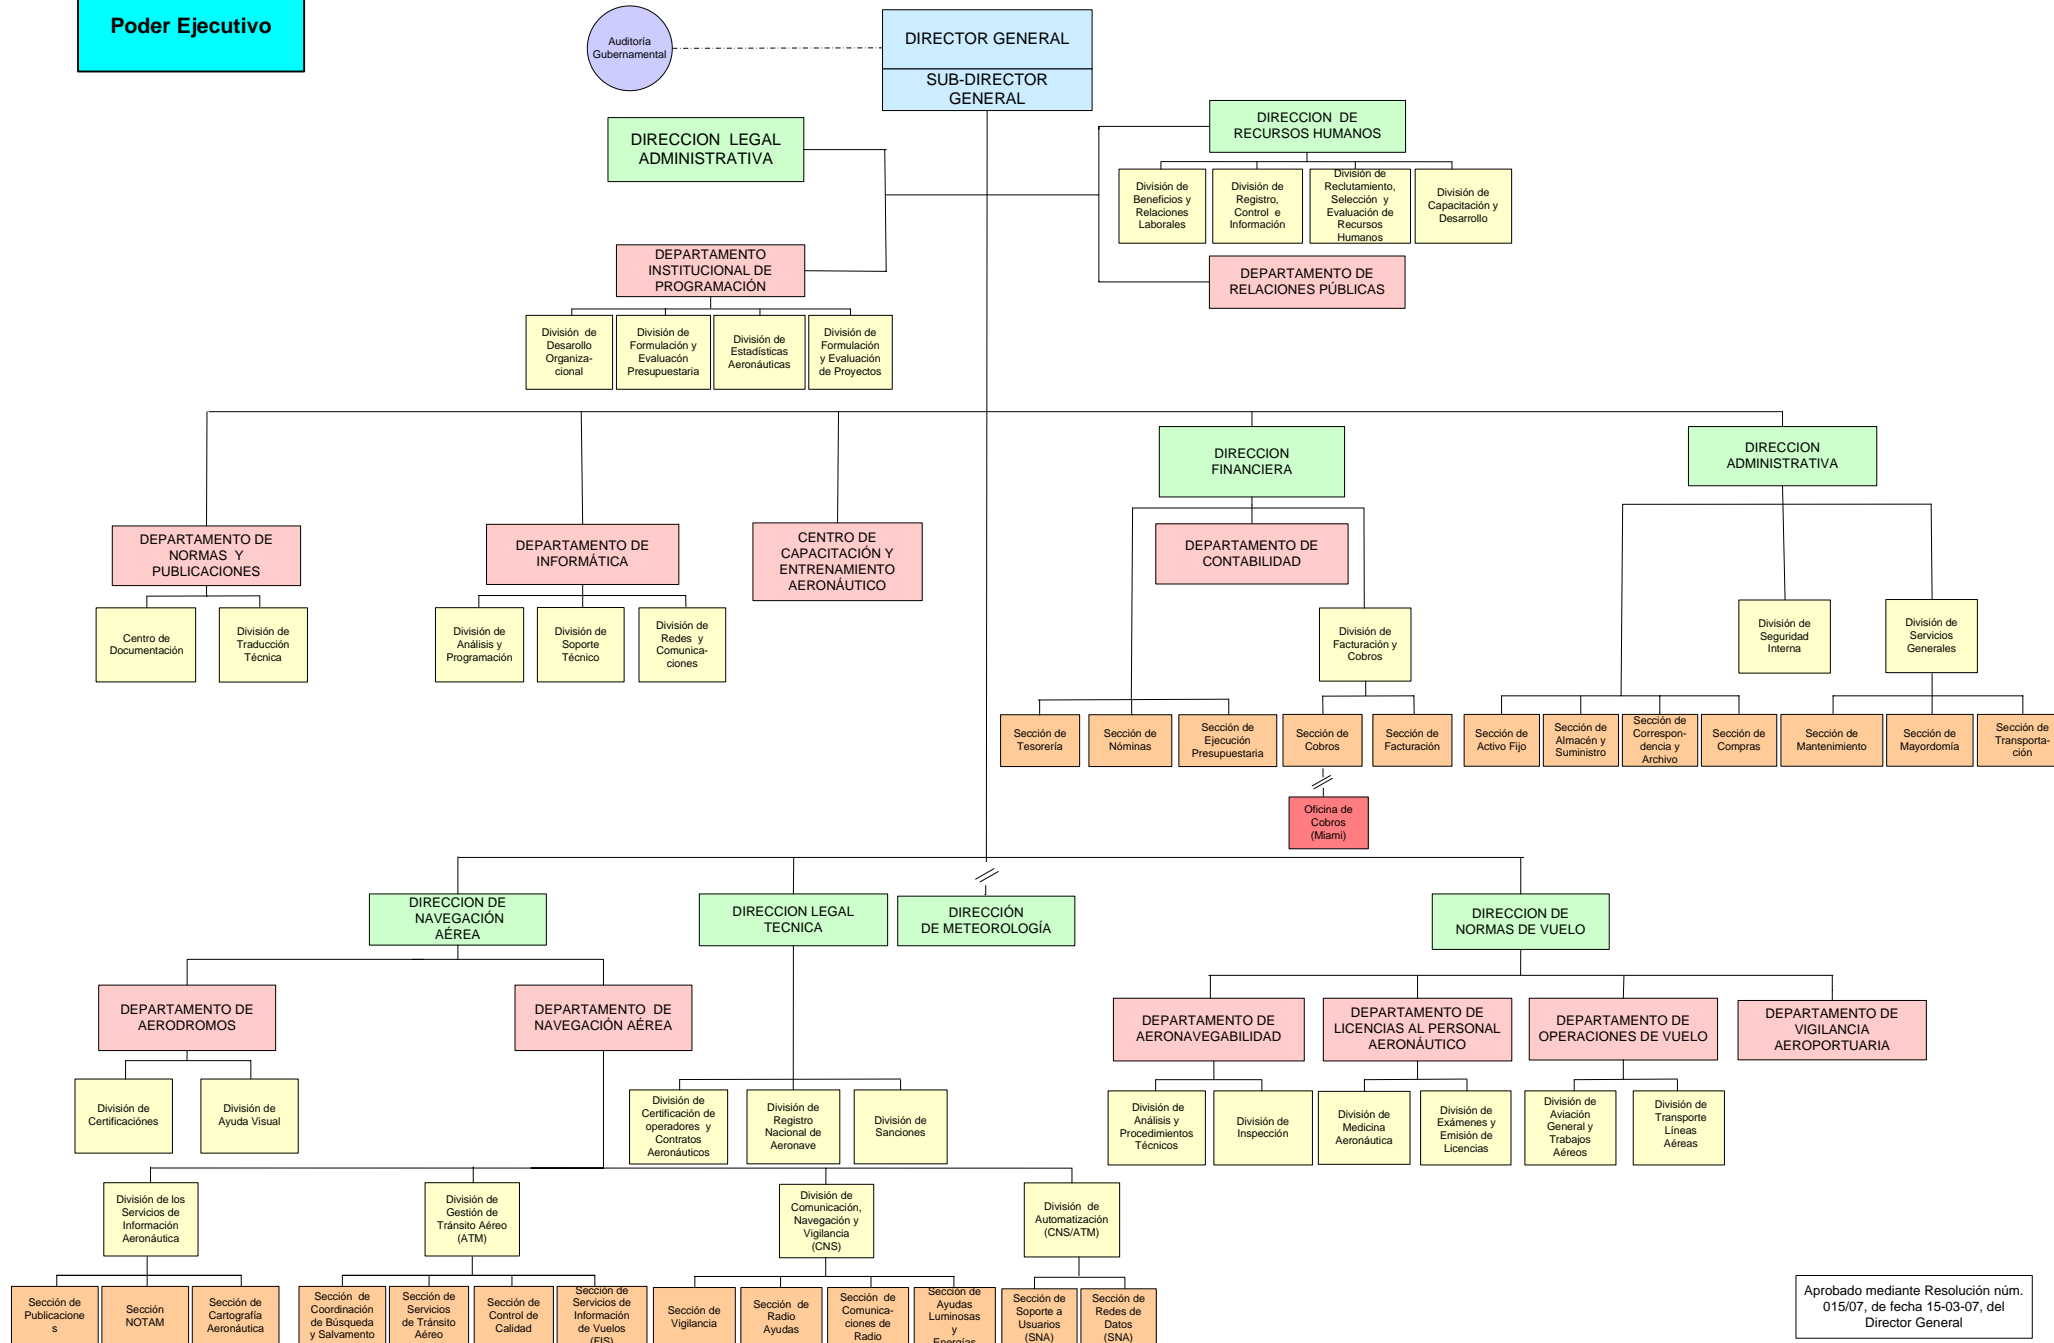 Poder Ejecutivo
Auditoría
Gubernamental
DIRECTOR GENERAL
SUB-DIRECTOR
GENERAL
DIRECCION LEGAL
ADMINISTRATIVA
DIRECCION DE
RECURSOS HUMANOS
División de
Beneficios y
Relaciones
Laborales
División de
Registro,
Control e
Información
División de
Reclutamiento,
Selección y
Evaluación de
Recursos
Humanos
División de
Capacitación y
Desarrollo
DEPARTAMENTO
INSTITUCIONAL DE
PROGRAMACIÓN
DEPARTAMENTO DE
RELACIONES PÚBLICAS
División de
Desarollo
Organiza-
cional
División de
Formulación y
Evaluacón
Presupuestaria
División de
Estadísticas
Aeronáuticas
División de
Formulación
y Evaluación
de Proyectos
DIRECCION
FINANCIERA
DIRECCION
ADMINISTRATIVA
DEPARTAMENTO DE
NORMAS Y
PUBLICACIONES
DEPARTAMENTO DE
INFORMÁTICA
CENTRO DE
CAPACITACIÓN Y
ENTRENAMIENTO
AERONÁUTICO
DEPARTAMENTO DE
CONTABILIDAD
Centro de
Documentación
División de
Traducción
Técnica
División de
Análisis y
Programación
División de
Soporte
Técnico
División de
Redes y
Comunica-
ciones
División de
Facturación y
Cobros
División de
Seguridad
Interna
División de
Servicios
Generales
Sección de
Tesorería
Sección de
Nóminas
Sección de
Ejecución
Presupuestaria
Sección de
Cobros
Sección de
Facturación
Sección de
Activo Fijo
Sección de
Almacén y
Suministro
Sección de
Correspon-
dencia y
Archivo
Sección de
Compras
Sección de
Mantenimiento
Sección de
Mayordomía
Sección de
Transporta-
ción
Oficina de
Cobros
(Miami)
DIRECCION DE
NAVEGACIÓN
AÉREA
DIRECCION LEGAL
TECNICA
DIRECCIÓN
DE METEOROLOGÍA
DIRECCION DE
NORMAS DE VUELO
DEPARTAMENTO DE
AERODROMOS
DEPARTAMENTO DE
NAVEGACIÓN AÉREA
DEPARTAMENTO DE
AERONAVEGABILIDAD
DEPARTAMENTO DE
LICENCIAS AL PERSONAL
AERONÁUTICO
DEPARTAMENTO DE
OPERACIONES DE VUELO
DEPARTAMENTO DE
VIGILANCIA
AEROPORTUARIA
División de
Certificaciónes
División de
Ayuda Visual
División de
Certificación de
operadores y
Contratos
Aeronáuticos
División de
Registro
Nacional de
Aeronave
División de
Sanciones
División de
Análisis y
Procedimientos
Técnicos
División de
Inspección
División de
Medicina
Aeronáutica
División de
Exámenes y
Emisión de
Licencias
División de
Aviación
General y
Trabajos
Aéreos
División de
Transporte
Líneas
Aéreas
División de los
Servicios de
Información
Aeronáutica
División de
Gestión de
Tránsito Aéreo
(ATM)
División de
Comunicación,
Navegación y
Vigilancia
(CNS)
División de
Automatización
(CNS/ATM)
Sección de
Publicacione
s
Sección
NOTAM
Sección de
Cartografía
Aeronáutica
Sección de
Coordinación
de Búsqueda
y Salvamento
Sección de
Servicios
de Tránsito
Aéreo
Sección de
Control de
Calidad
Sección de
Servicios de
Información
de Vuelos
(FIS)
Sección de
Vigilancia
Sección de
Radio
Ayudas
Sección de
Comunica-
ciones de
Radio
Sección de
Ayudas
Luminosas
y
Energías
Sección de
Soporte a
Usuarios
(SNA)
Sección de
Redes de
Datos
(SNA)
Aprobado mediante Resolución núm.
015/07, de fecha 15-03-07, del
Director General